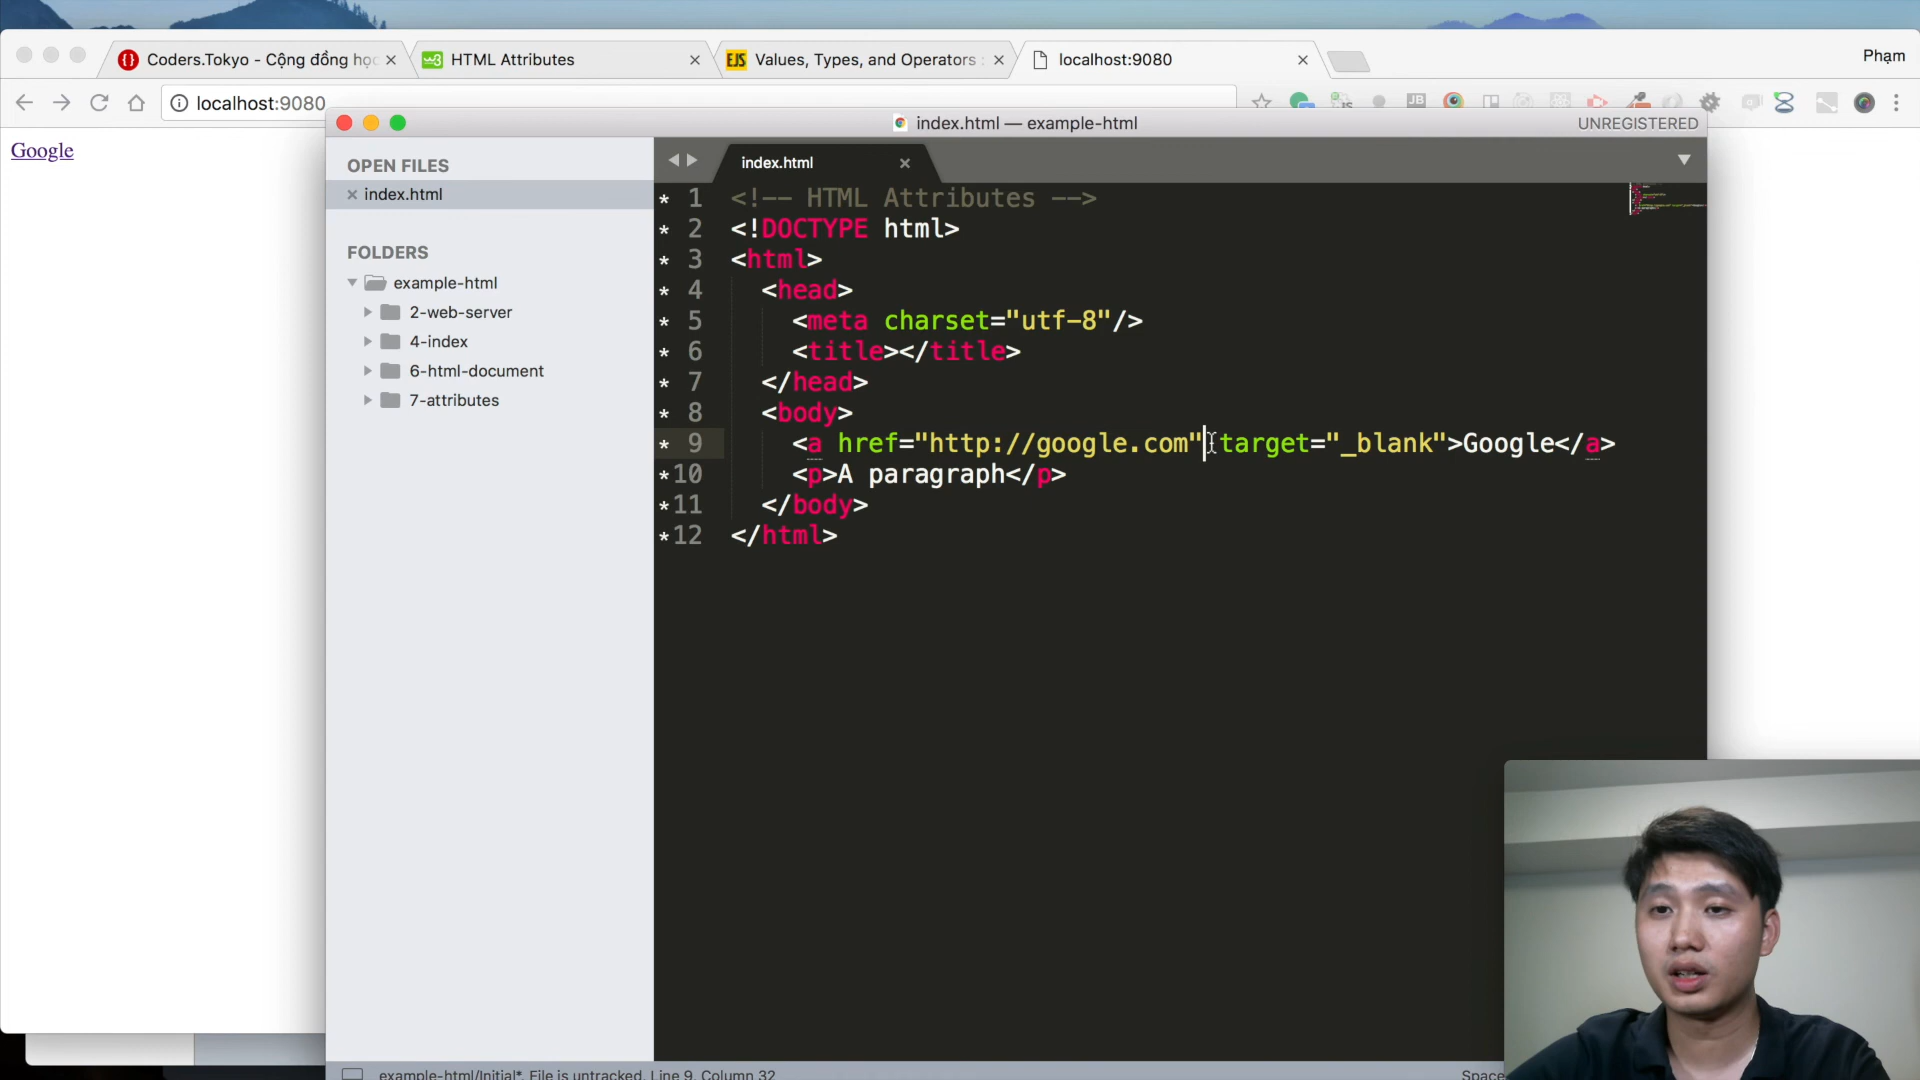 Coders.Tokyo - Cộng đồng học
HTML Attributes
Values, Types, and Operators :
localhost:9080
Phạm
localhost:9080
JB
Google
index.html — example-html
UNREGISTERED
OPEN FILES
index.html
FOLDERS
example-html
2-web-server
4-index
6-html-document
7-attributes
index.html
* 1 <!-- HTML Attributes -->
* 2 <!DOCTYPE html>
* 3 <html>
* 4 <head>
* 5 <meta charset="utf-8"/>
* 6 <title></title>
* 7 </head>
* 8 <body>
* 9 <a href="http://google.com" target="_blank">Google</a>
*10 <p>A paragraph</p>
*11 </body>
*12 </html>
example-html/Initial*, File is untracked, Line 9, Column 32
Space